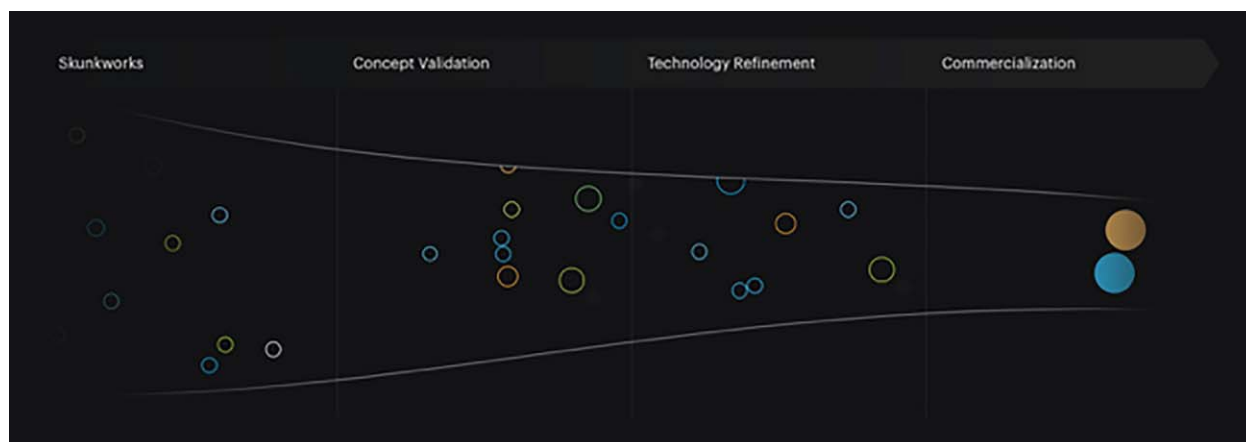 Skunkworks
Concept Validation
Technology Refinement
Commercialization